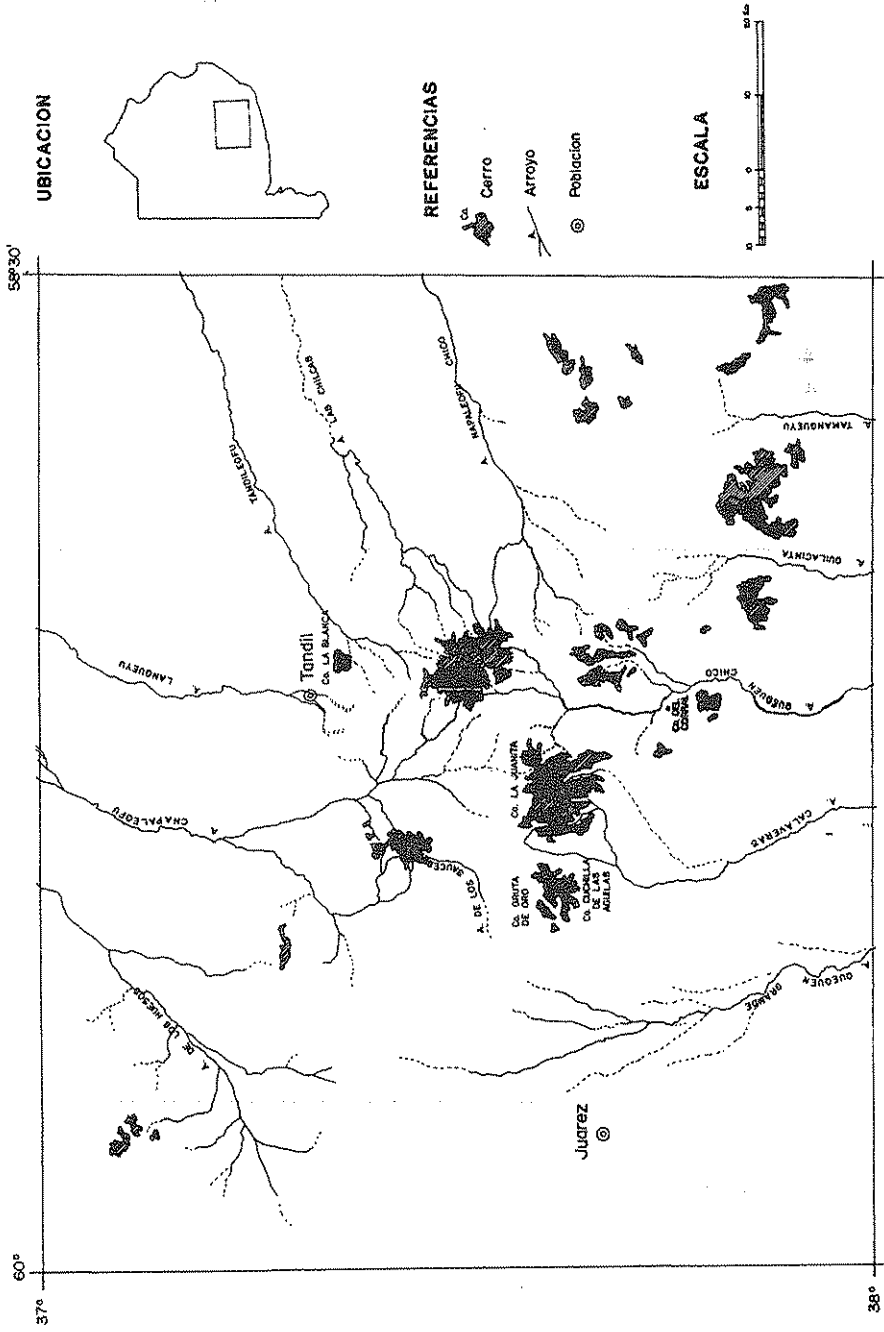 UBICACION
REFERENCIAS
Co.
Cerro
Arroyo
Poblacion
ESCALA
60°
58°30'
37°
38°
A. DE LOS HUESOS
A. CHAPALEOFU
A. LANGUEYU
Tandil
Co. LA BLANCA
A. TANDILEOFU
A. LAS CHILCAS
A. NAPALEOFU CHICO
A. DE LOS SAUCES
Co. GRUTA
DE ORO
Co. CUCHILLA
DE LAS
AGUILAS
Co. LA JUANITA
Co. DEL
CORRAL
Juarez
A. QUEQUEN GRANDE
A. CALAVERAS
A. QUEQUEN CHICO
A. QUILACINTA
A. TAMANGUEYU